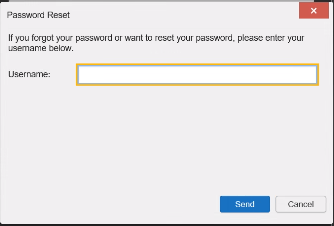 Password Reset
If you forgot your password or want to reset your password, please enter your
username below.
Username:
Send
Cancel